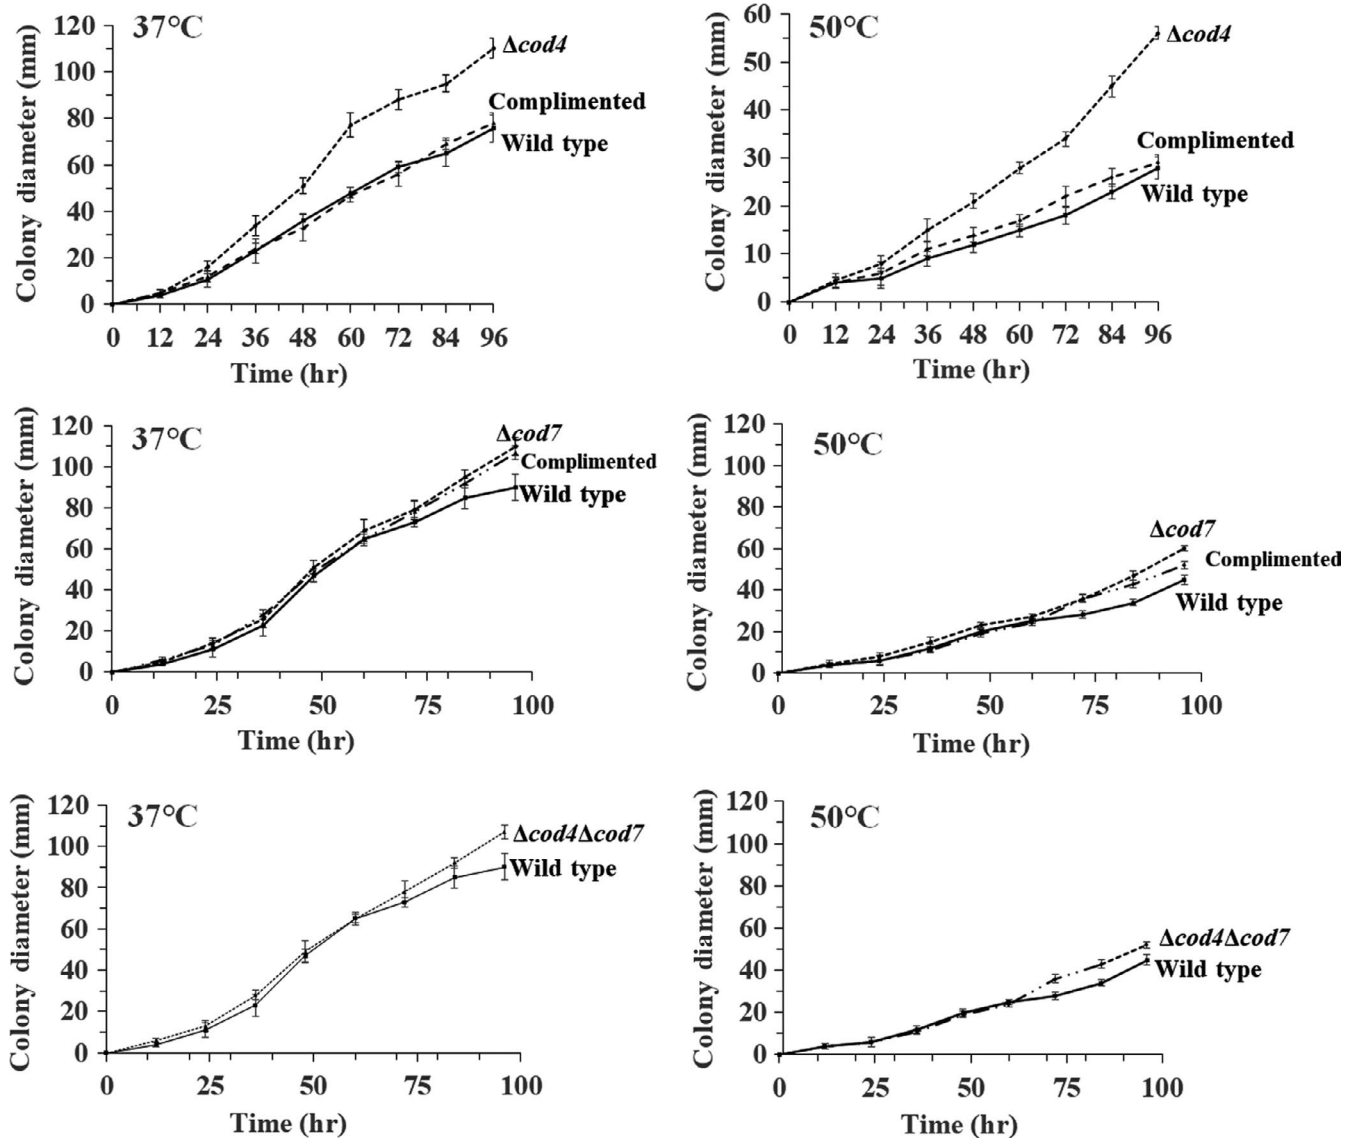 37°C
Colony diameter (mm)
120
100
80
60
40
20
0
Δcod4
Complimented
Wild type
0 12 24 36 48 60 72 84 96
Time (hr)
50°C
Colony diameter (mm)
60
50
40
30
20
10
0
Δcod4
Complimented
Wild type
0 12 24 36 48 60 72 84 96
Time (hr)
37°C
Colony diameter (mm)
120
100
80
60
40
20
0
Δcod7
Complimented
Wild type
0 25 50 75 100
Time (hr)
50°C
Colony diameter (mm)
120
100
80
60
40
20
0
Δcod7
Complimented
Wild type
0 25 50 75 100
Time (hr)
37°C
Colony diameter (mm)
120
100
80
60
40
20
0
Δcod4Δcod7
Wild type
0 25 50 75 100
Time (hr)
50°C
Colony diameter (mm)
120
100
80
60
40
20
0
Δcod4Δcod7
Wild type
0 25 50 75 100
Time (hr)